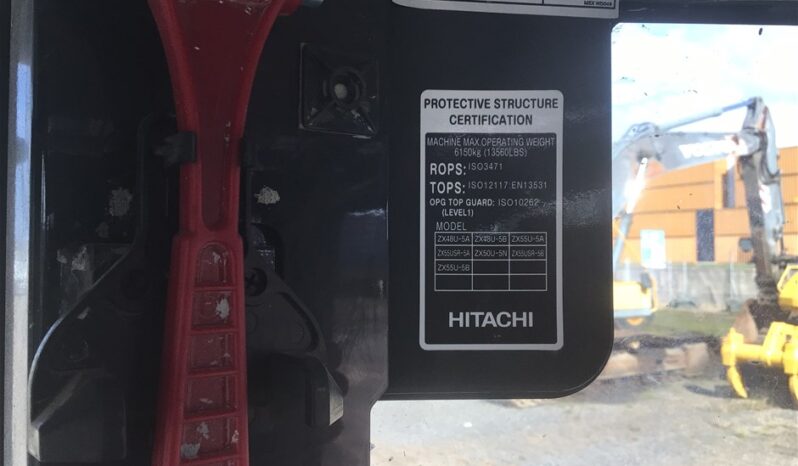 PROTECTIVE STRUCTURE
CERTIFICATION
MACHINE MAX.OPERATING WEIGHT
6150kg (13560LBS)
ROPS: ISO3471
TOPS: ISO12117 EN13531
OPG TOP GUARD: ISO10262
(LEVEL1)
MODEL
ZX48U-5A ZX48U-5B ZX55U-5A
ZX55USR-5A ZX50U-5N ZX55USR-5B
ZX55U-5B
HITACHI